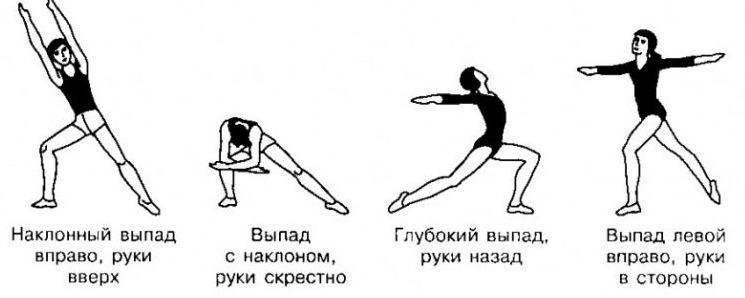 Наклонный выпад
вправо, руки
вверх
Выпад
с наклоном,
руки скрестно
Глубокий выпад,
руки назад
Выпад левой
вправо, руки
в стороны